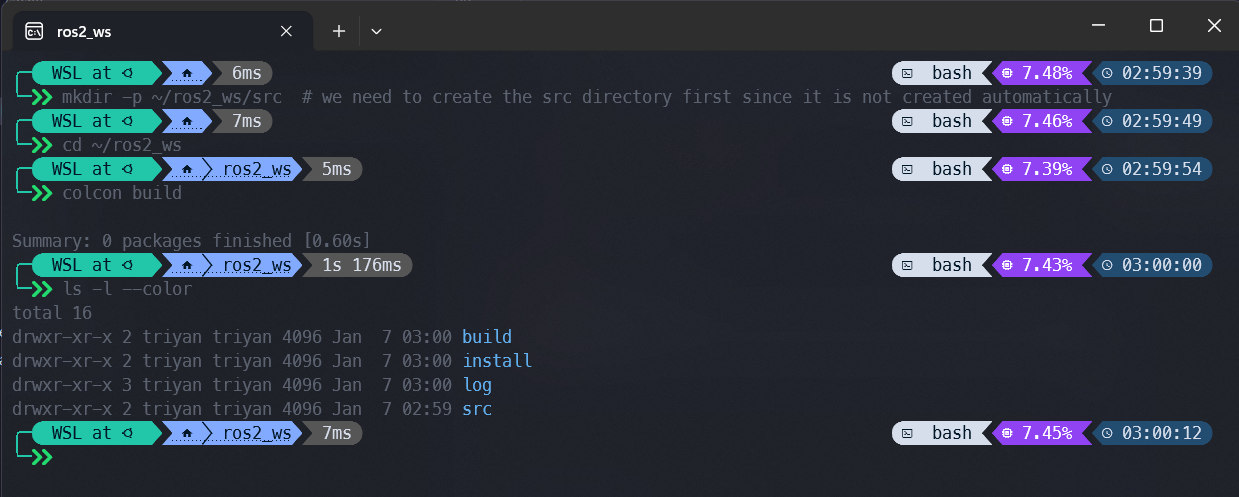 ros2_ws
WSL at 6ms bash 7.48% 02:59:39
mkdir -p ~/ros2_ws/src  # we need to create the src directory first since it is not created automatically
WSL at 7ms bash 7.46% 02:59:49
cd ~/ros2_ws
WSL at ros2_ws 5ms bash 7.39% 02:59:54
colcon build
Summary: 0 packages finished [0.60s]
WSL at ros2_ws 1s 176ms bash 7.43% 03:00:00
ls -l --color
total 16
drwxr-xr-x 2 triyan triyan 4096 Jan  7 03:00 build
drwxr-xr-x 2 triyan triyan 4096 Jan  7 03:00 install
drwxr-xr-x 3 triyan triyan 4096 Jan  7 03:00 log
drwxr-xr-x 2 triyan triyan 4096 Jan  7 02:59 src
WSL at ros2_ws 7ms bash 7.45% 03:00:12